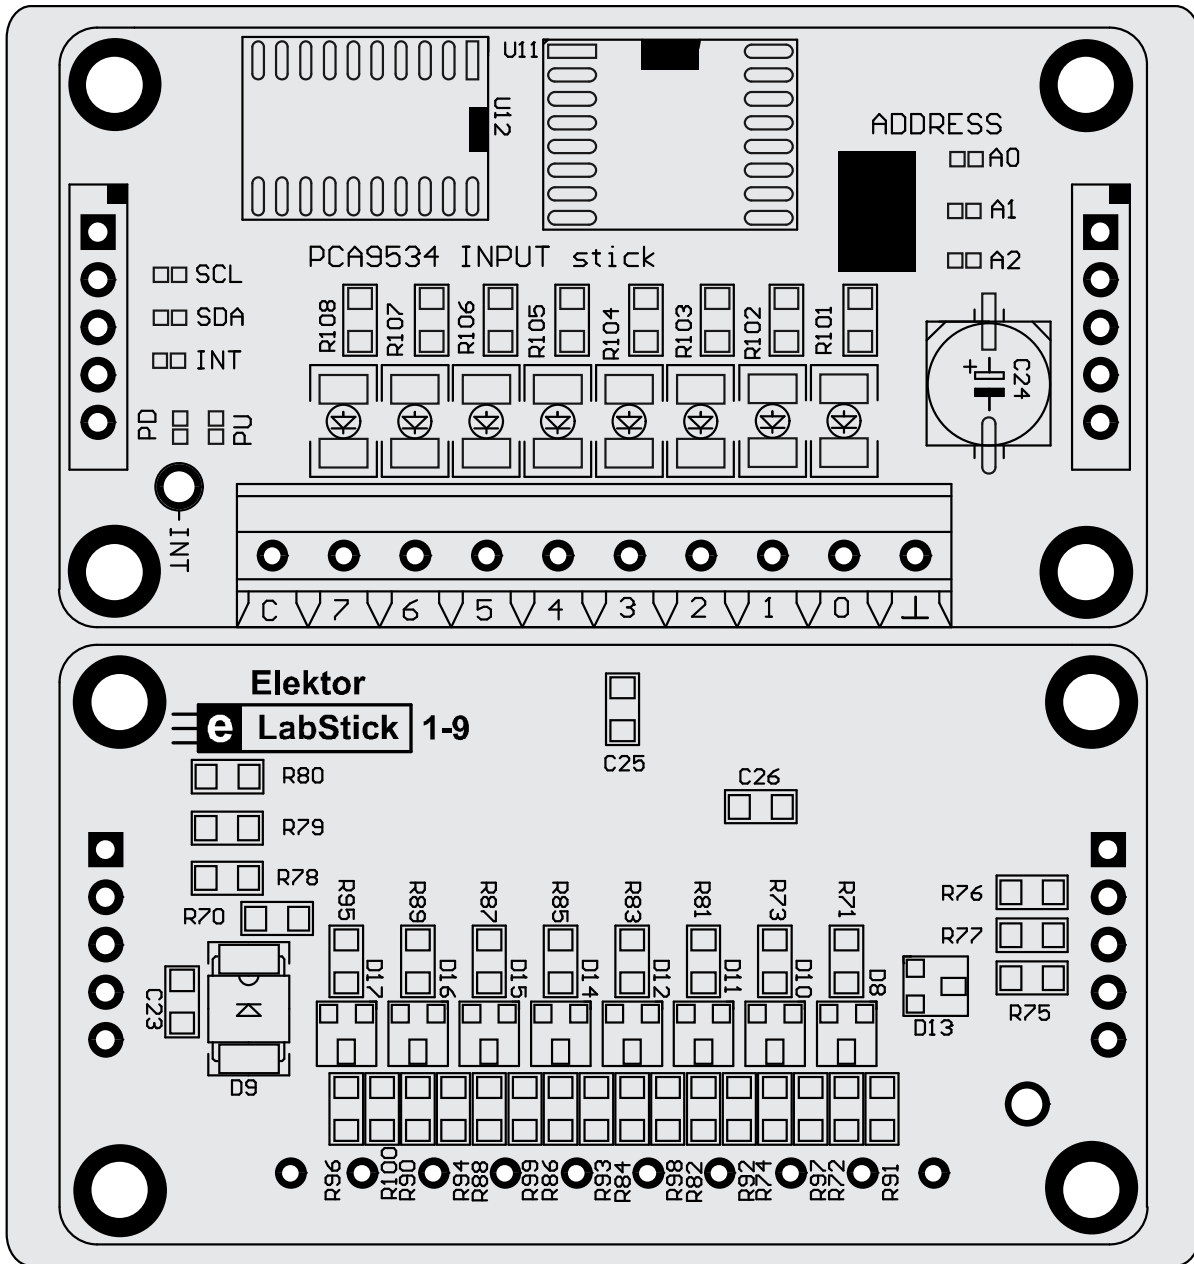 U11
U12
ADDRESS
A0
A1
A2
PCA9534 INPUT stick
SCL
SDA
INT
PD
PU
INT
R108
R107
R106
R105
R104
R103
R102
R101
+
C24
C 7 6 5 4 3 2 1 0 ⊥
Elektor
e LabStick 1-9
C25
C26
R80
R79
R78
R70
R76
R77
R75
R95
R89
R87
R85
R83
R81
R73
R71
D17
D16
D15
D14
D12
D11
D10
D8
D13
C23
D9
R96
R100
R90
R94
R88
R99
R86
R93
R84
R98
R82
R92
R74
R97
R72
R91